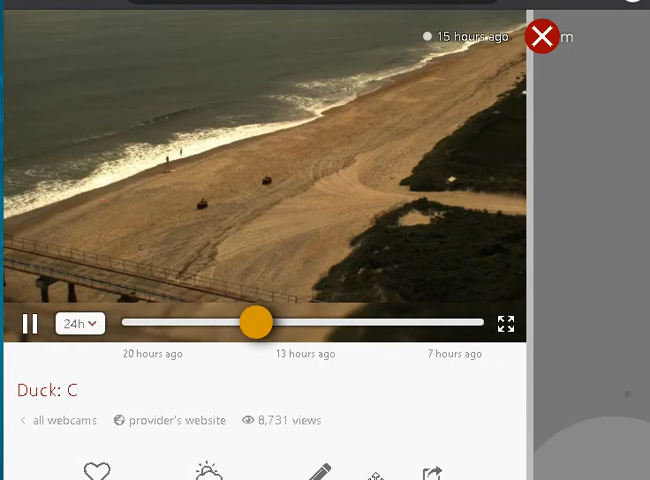 15 hours ago
m
24h
20 hours ago
13 hours ago
7 hours ago
Duck: C
all webcams
provider's website
8,731 views